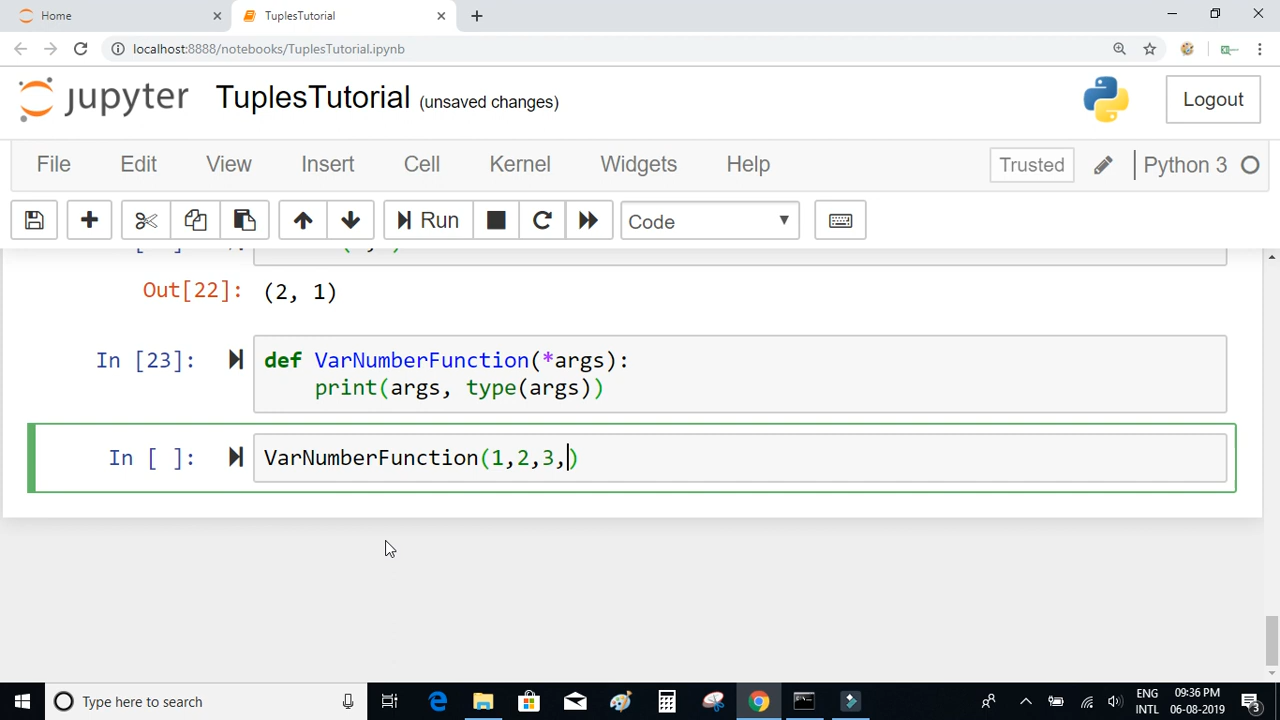 Home
TuplesTutorial
localhost:8888/notebooks/TuplesTutorial.ipynb
jupyter TuplesTutorial (unsaved changes)
Logout
File Edit View Insert Cell Kernel Widgets Help
Trusted
Python 3
Run
Code
Out[22]: (2, 1)
In [23]: def VarNumberFunction(*args):
print(args, type(args))
In [ ]: VarNumberFunction(1,2,3,)
Type here to search
ENG 09:36 PM
INTL 06-08-2019
3